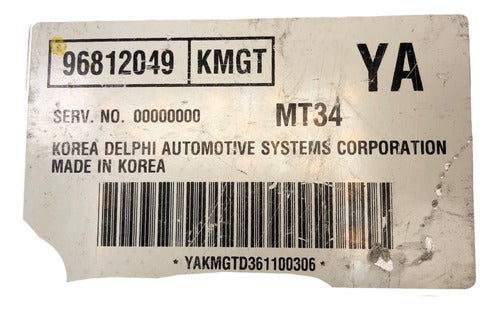 96812049 KMGT YA
SERV. NO. 00000000 MT34
KOREA DELPHI AUTOMOTIVE SYSTEMS CORPORATION
MADE IN KOREA
* YAKMGTD361100306 *